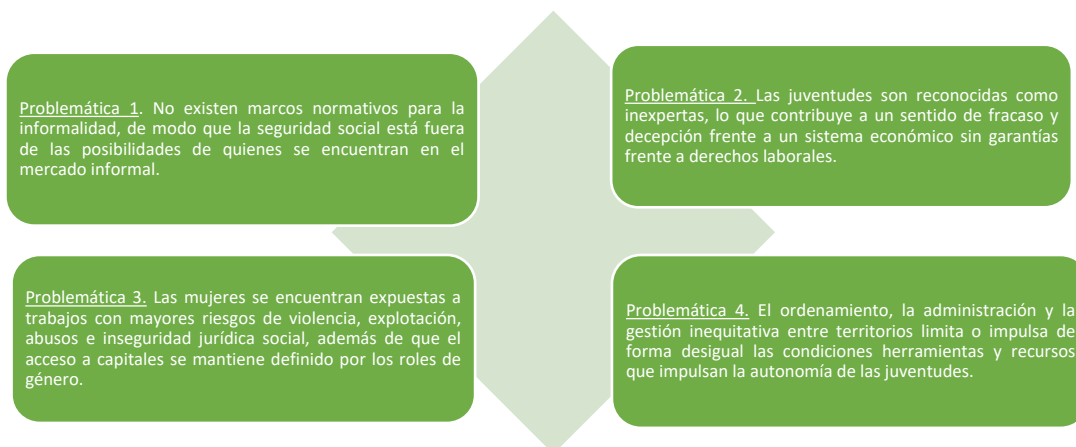 Problemática 1. No existen marcos normativos para la
informalidad, de modo que la seguridad social está fuera
de las posibilidades de quienes se encuentran en el
mercado informal.
Problemática 2. Las juventudes son reconocidas como
inexpertas, lo que contribuye a un sentido de fracaso y
decepción frente a un sistema económico sin garantías
frente a derechos laborales.
Problemática 3. Las mujeres se encuentran expuestas a
trabajos con mayores riesgos de violencia, explotación,
abusos e inseguridad jurídica social, además de que el
acceso a capitales se mantiene definido por los roles de
género.
Problemática 4. El ordenamiento, la administración y la
gestión inequitativa entre territorios limita o impulsa de
forma desigual las condiciones herramientas y recursos
que impulsan la autonomía de las juventudes.